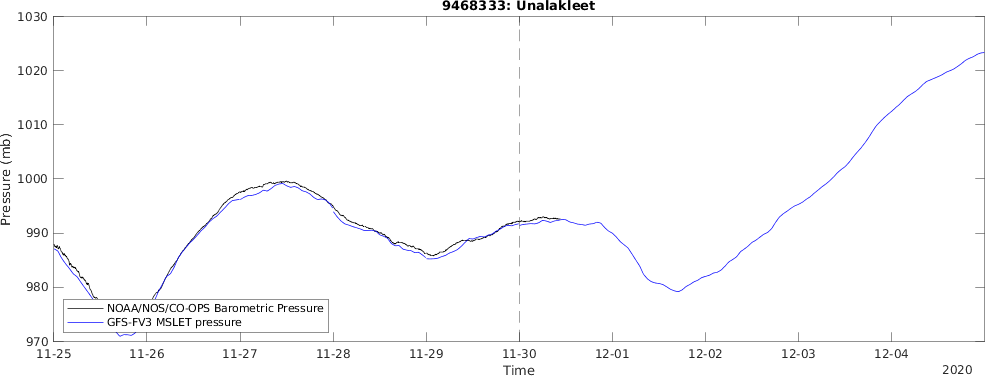 9468333: Unalakleet
1030
1020
1010
1000
990
980
970
Pressure (mb)
NOAA/NOS/CO-OPS Barometric Pressure
GFS-FV3 MSLET pressure
11-25 11-26 11-27 11-28 11-29 11-30 12-01 12-02 12-03 12-04
Time
2020